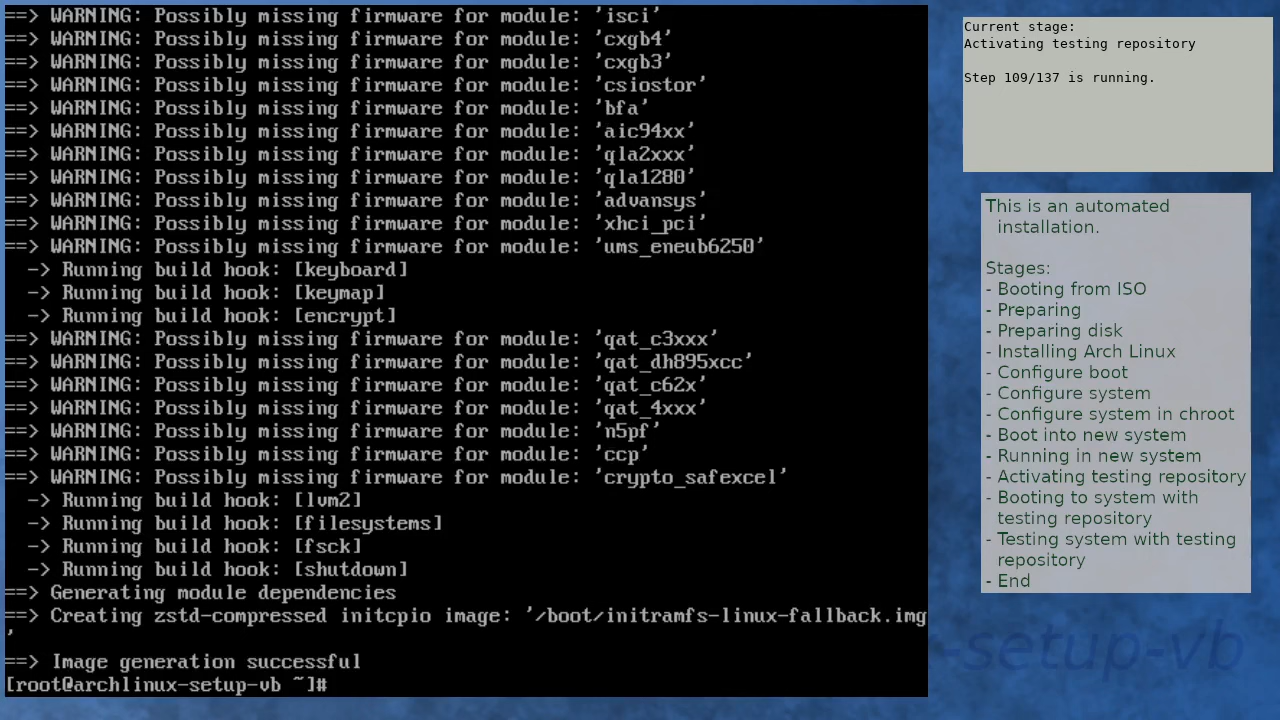 ==> WARNING: Possibly missing firmware for module: 'isci'
==> WARNING: Possibly missing firmware for module: 'cxgb4'
==> WARNING: Possibly missing firmware for module: 'cxgb3'
==> WARNING: Possibly missing firmware for module: 'csiostor'
==> WARNING: Possibly missing firmware for module: 'bfa'
==> WARNING: Possibly missing firmware for module: 'aic94xx'
==> WARNING: Possibly missing firmware for module: 'qla2xxx'
==> WARNING: Possibly missing firmware for module: 'qla1280'
==> WARNING: Possibly missing firmware for module: 'advansys'
==> WARNING: Possibly missing firmware for module: 'xhci_pci'
==> WARNING: Possibly missing firmware for module: 'ums_eneub6250'
  -> Running build hook: [keyboard]
  -> Running build hook: [keymap]
  -> Running build hook: [encrypt]
==> WARNING: Possibly missing firmware for module: 'qat_c3xxx'
==> WARNING: Possibly missing firmware for module: 'qat_dh895xcc'
==> WARNING: Possibly missing firmware for module: 'qat_c62x'
==> WARNING: Possibly missing firmware for module: 'qat_4xxx'
==> WARNING: Possibly missing firmware for module: 'n5pf'
==> WARNING: Possibly missing firmware for module: 'ccp'
==> WARNING: Possibly missing firmware for module: 'crypto_safexcel'
  -> Running build hook: [lvm2]
  -> Running build hook: [filesystems]
  -> Running build hook: [fsck]
  -> Running build hook: [shutdown]
==> Generating module dependencies
==> Creating zstd-compressed initcpio image: '/boot/initramfs-linux-fallback.img
'
==> Image generation successful
[root@archlinux-setup-vb ~]#
Current stage:
Activating testing repository
Step 109/137 is running.
This is an automated
installation.
Stages:
- Booting from ISO
- Preparing
- Preparing disk
- Installing Arch Linux
- Configure boot
- Configure system
- Configure system in chroot
- Boot into new system
- Running in new system
- Activating testing repository
- Booting to system with
testing repository
- Testing system with testing
repository
- End
-setup-vb